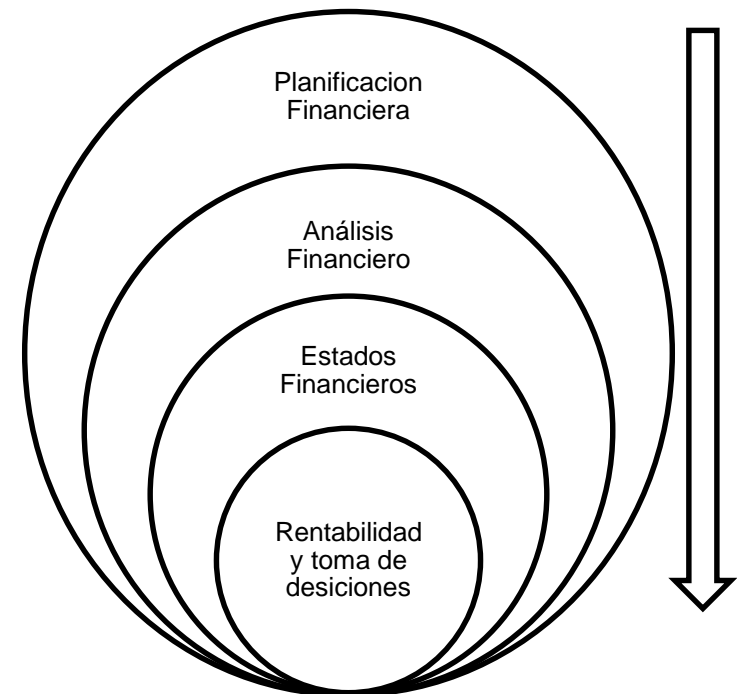 Planificacion
Financiera
Análisis
Financiero
Estados
Financieros
Rentabilidad
y toma de
desiciones